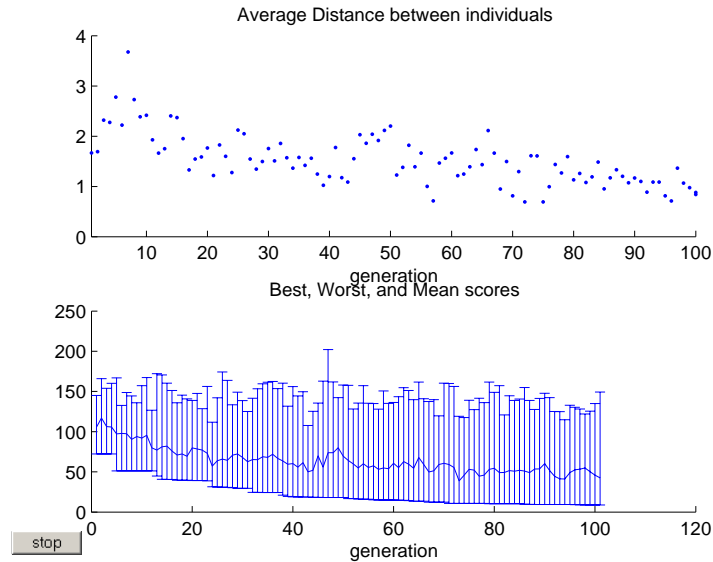 Average Distance between individuals
4
3
2
1
0
10 20 30 40 50 60 70 80 90 100
generation
Best, Worst, and Mean scores
250
200
150
100
50
0
0 20 40 60 80 100 120
generation
stop